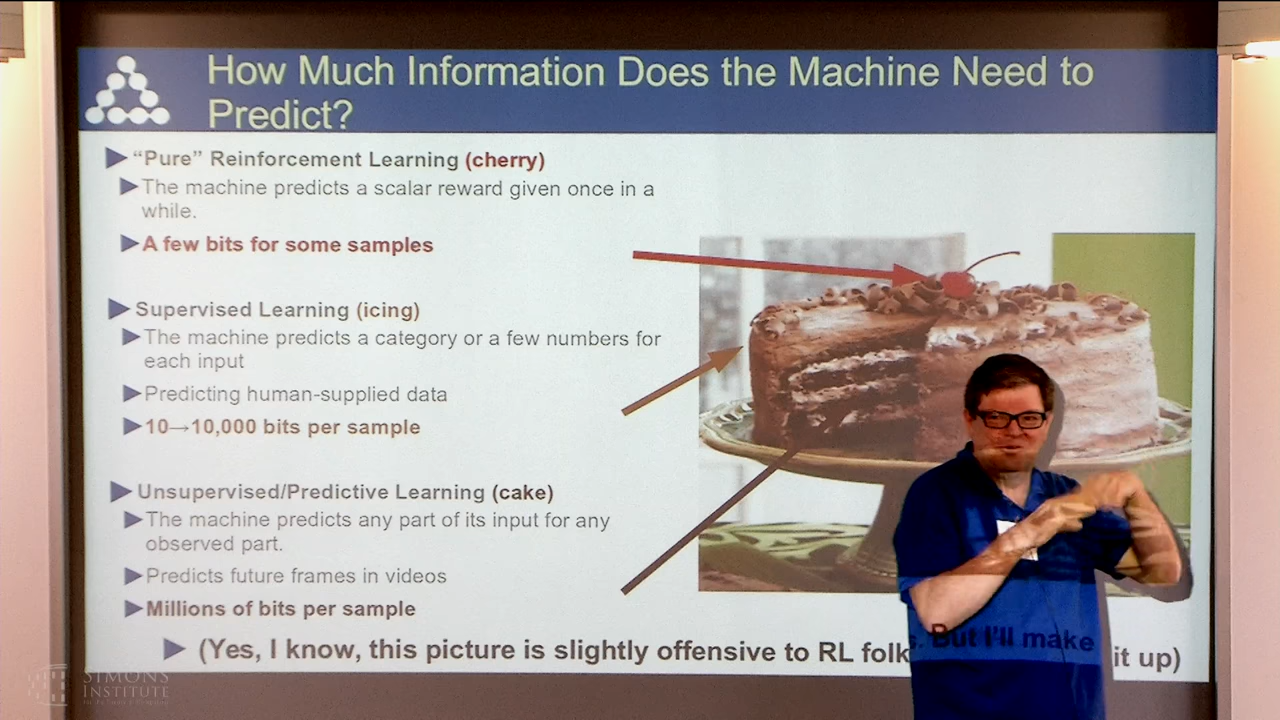 How Much Information Does the Machine Need to
Predict?
“Pure” Reinforcement Learning (cherry)
The machine predicts a scalar reward given once in a
while.
A few bits for some samples
Supervised Learning (icing)
The machine predicts a category or a few numbers for
each input
Predicting human-supplied data
10→10,000 bits per sample
Unsupervised/Predictive Learning (cake)
The machine predicts any part of its input for any
observed part.
Predicts future frames in videos
Millions of bits per sample
(Yes, I know, this picture is slightly offensive to RL folks. But I'll make it up)
SIMONS
INSTITUTE